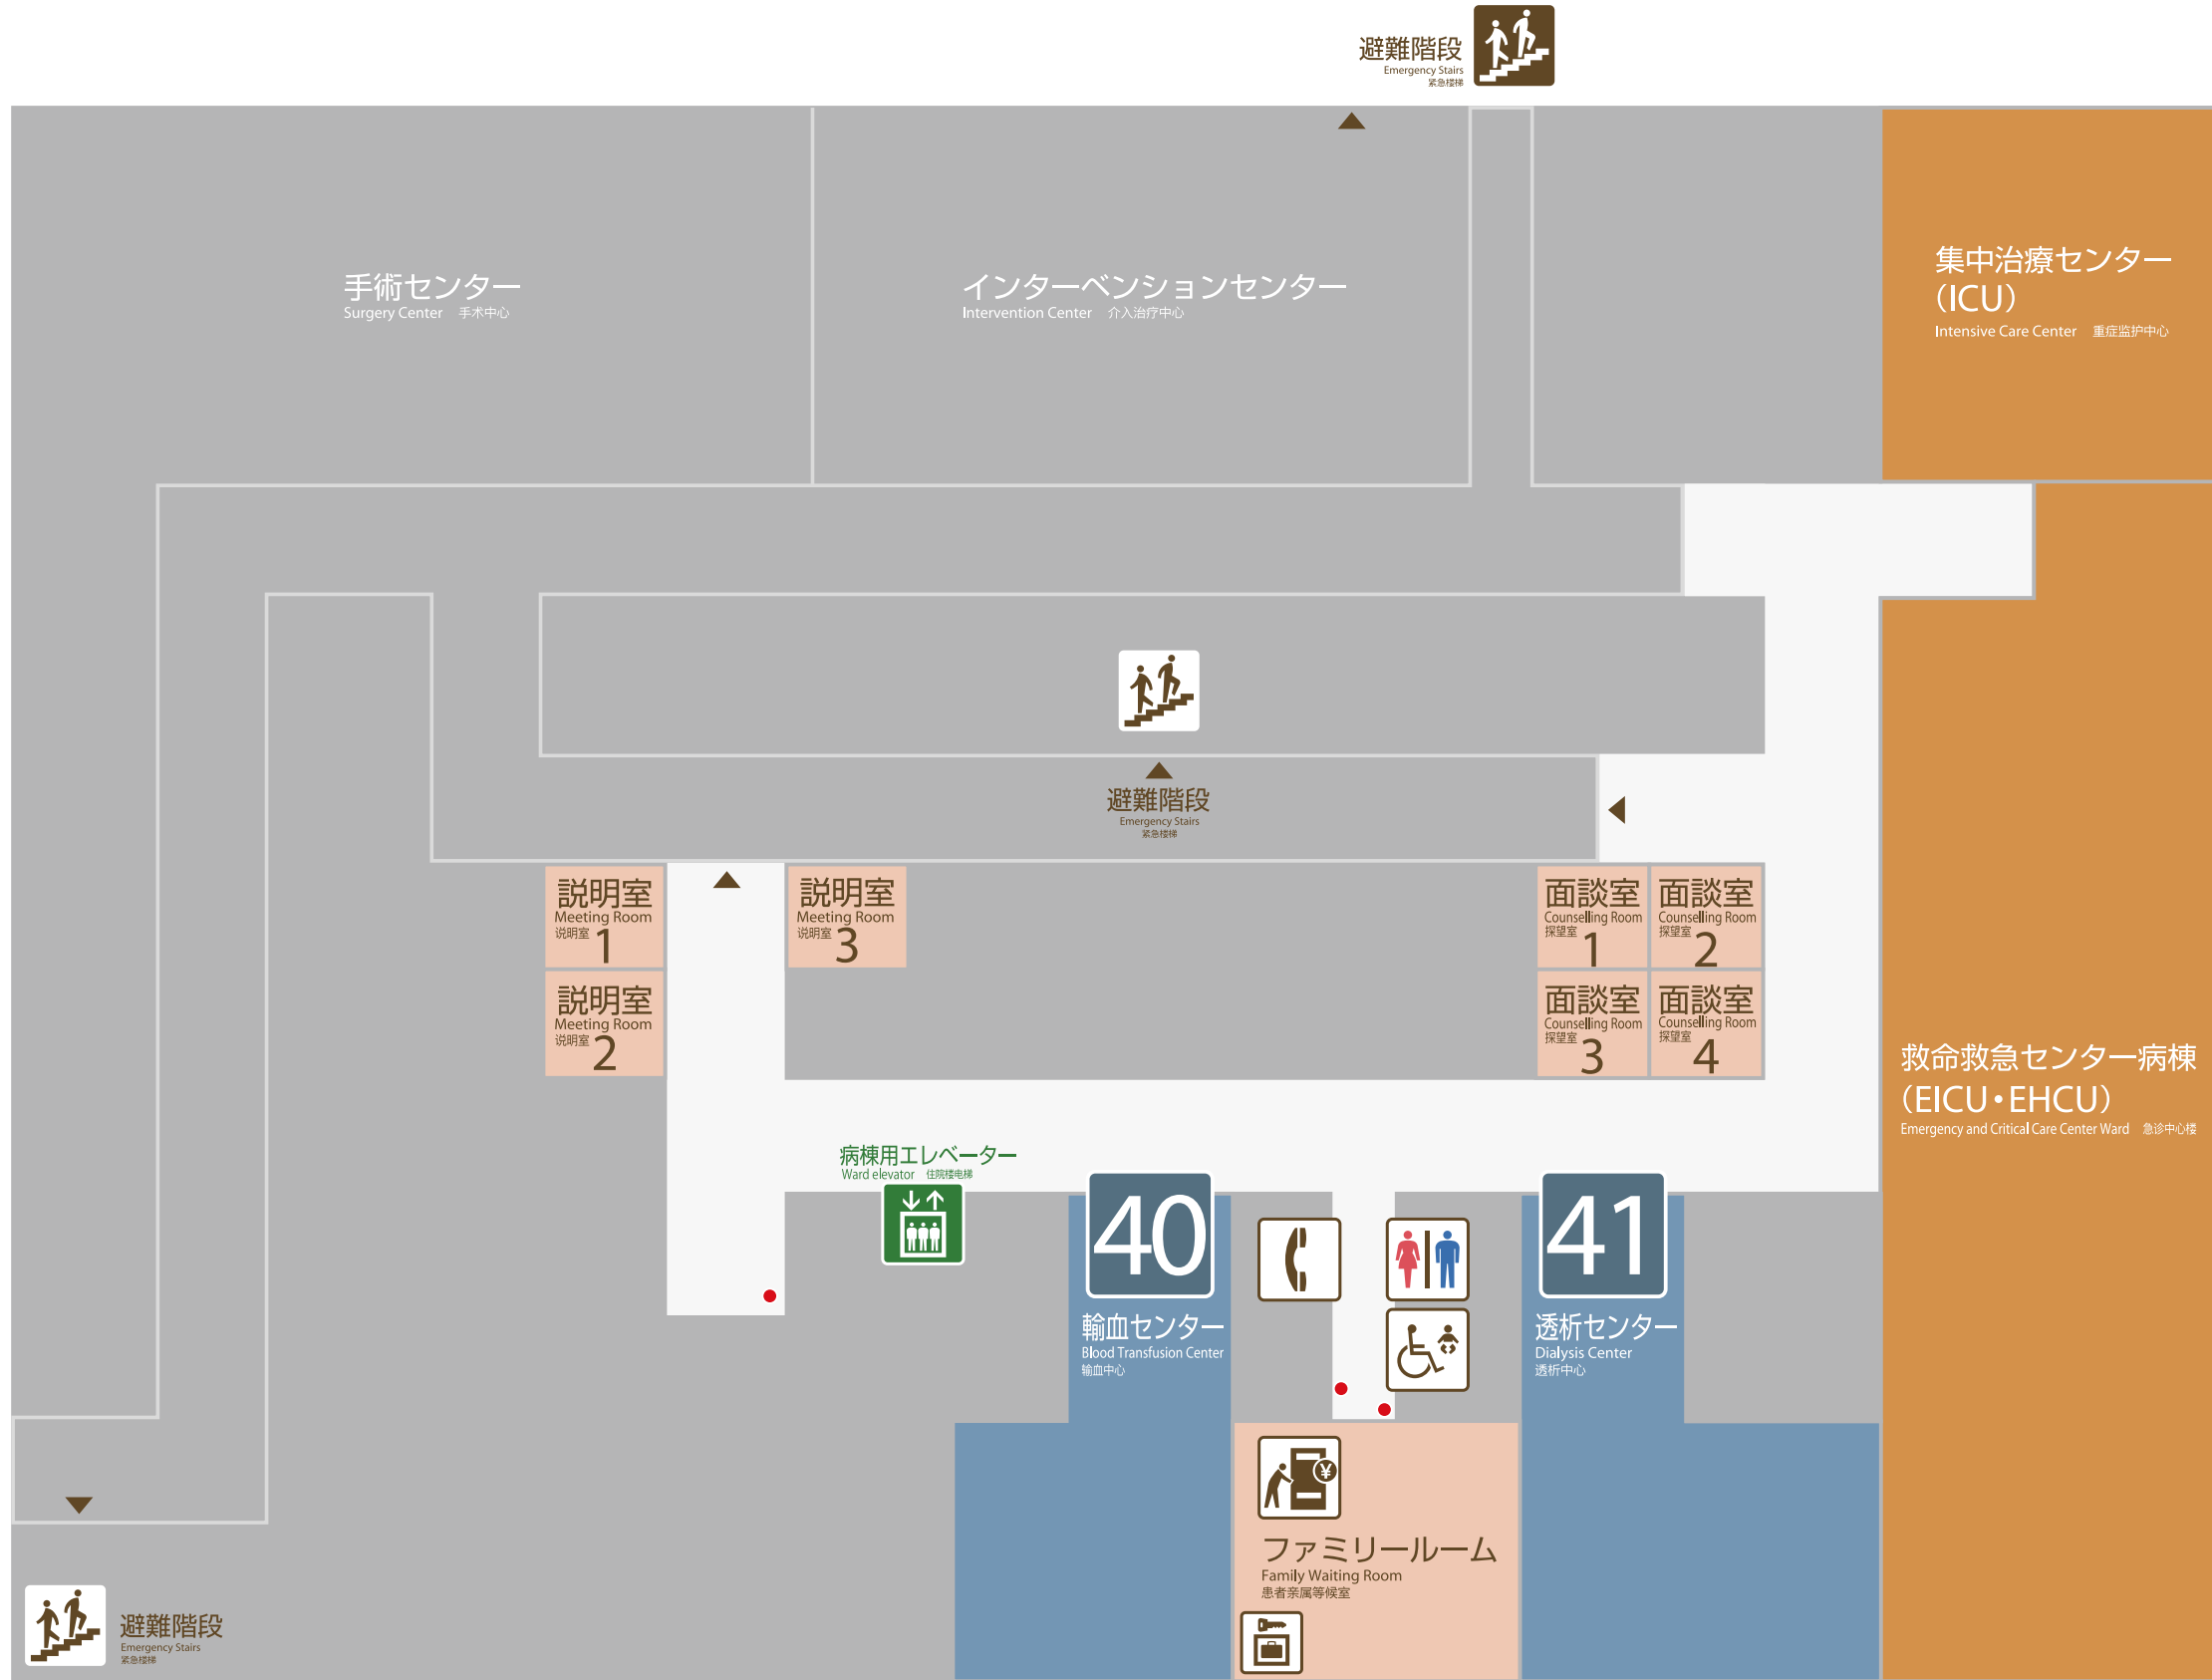 避難階段
Emergency Stairs
紧急楼梯
手術センター
Surgery Center 手术中心
インターベンションセンター
Intervention Center 介入治疗中心
集中治療センター
（ICU）
Intensive Care Center 重症监护中心
避難階段
Emergency Stairs
紧急楼梯
説明室
Meeting Room
说明室 1
説明室
Meeting Room
说明室 3
面談室
Counselling Room
探望室 1
面談室
Counselling Room
探望室 2
説明室
Meeting Room
说明室 2
面談室
Counselling Room
探望室 3
面談室
Counselling Room
探望室 4
救命救急センター病棟
（EICU・EHCU）
Emergency and Critical Care Center Ward 急诊中心楼
病棟用エレベーター
Ward elevator 住院楼电梯
40
輸血センター
Blood Transfusion Center
输血中心
41
透析センター
Dialysis Center
透析中心
¥
ファミリールーム
Family Waiting Room
患者亲属等候室
避難階段
Emergency Stairs
紧急楼梯